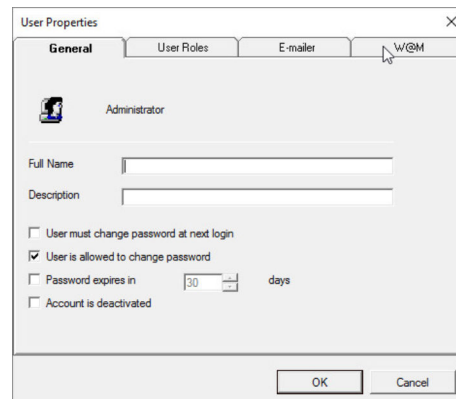 User Properties
General User Roles E-mailer W@M
Administrator
Full Name
Description
User must change password at next login
User is allowed to change password
Password expires in 30 days
Account is deactivated
OK Cancel